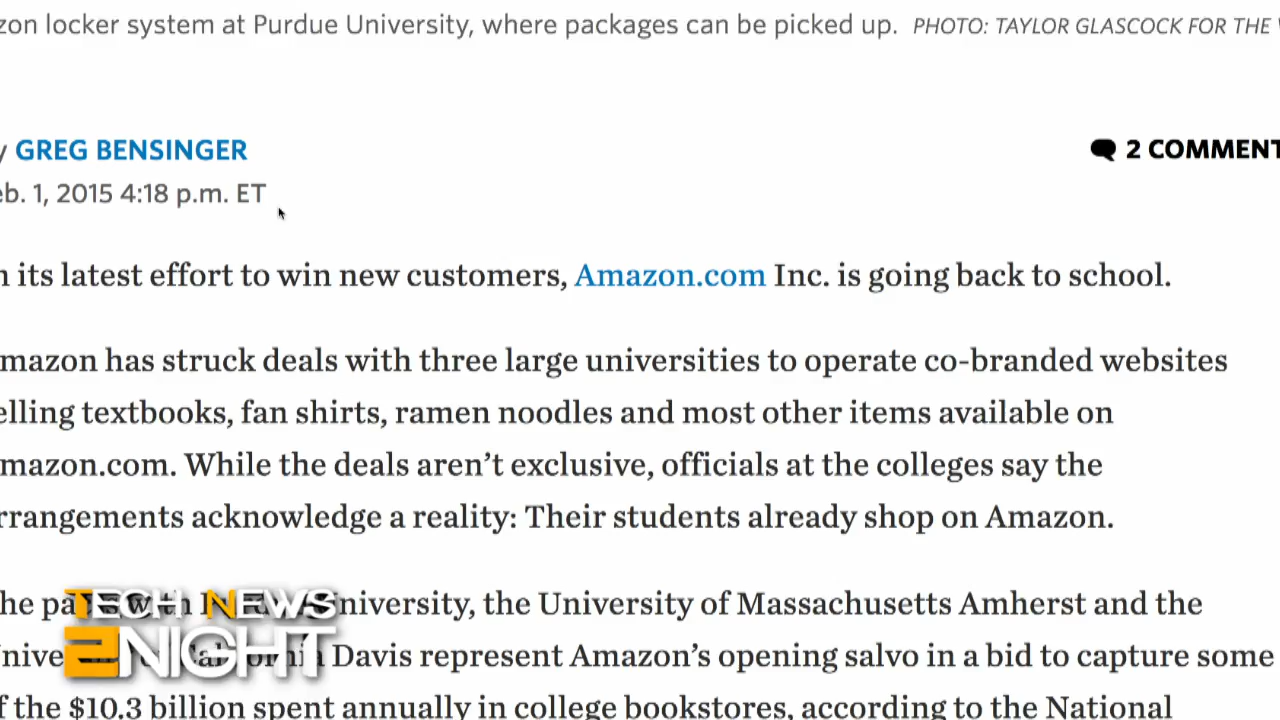 zon locker system at Purdue University, where packages can be picked up. PHOTO: TAYLOR GLASCOCK FOR THE
y GREG BENSINGER
2 COMMENT
eb. 1, 2015 4:18 p.m. ET
n its latest effort to win new customers, Amazon.com Inc. is going back to school.
mazon has struck deals with three large universities to operate co-branded websites
elling textbooks, fan shirts, ramen noodles and most other items available on
mazon.com. While the deals aren't exclusive, officials at the colleges say the
rrangements acknowledge a reality: Their students already shop on Amazon.
he University, the University of Massachusetts Amherst and the
Davis represent Amazon's opening salvo in a bid to capture some
f the $10.3 billion spent annually in college bookstores, according to the National
TECH NEWS
2NIGHT